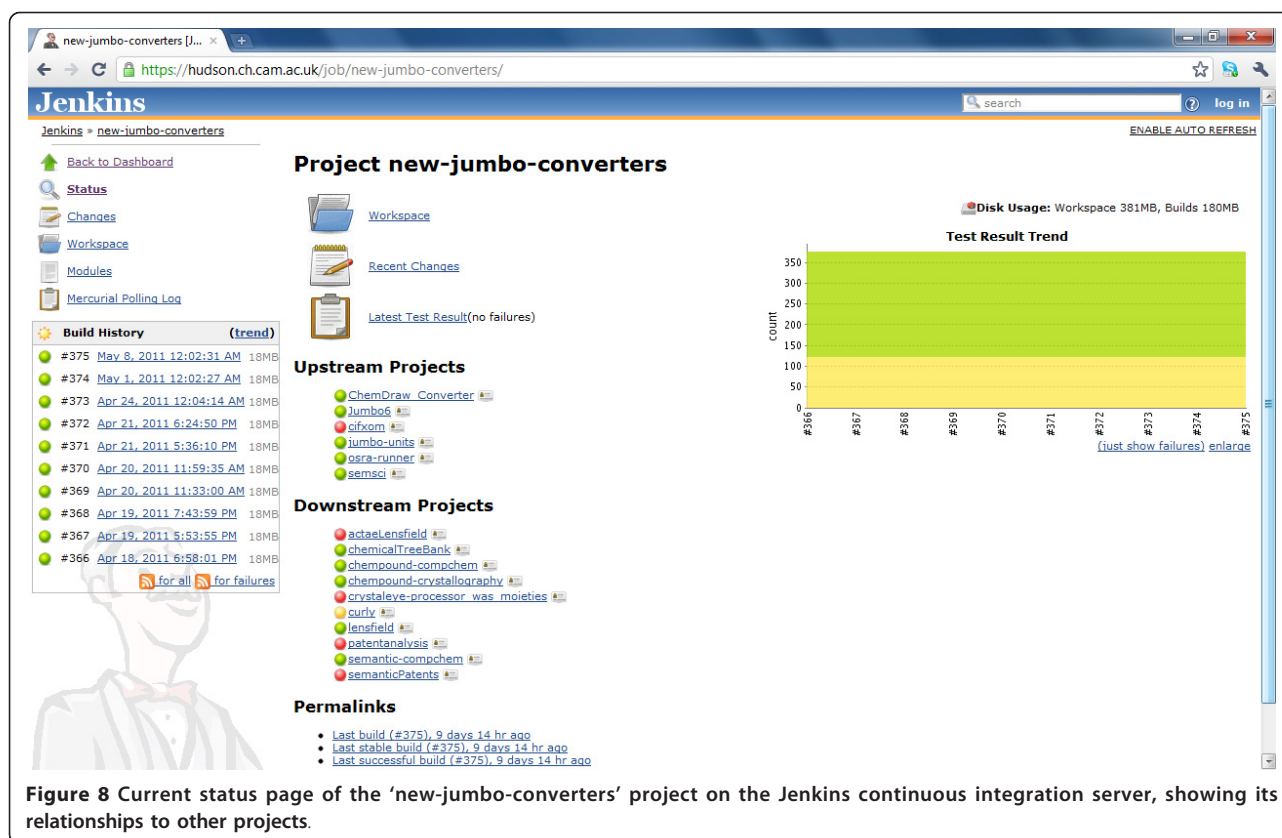 new-jumbo-converters [J...
https://hudson.ch.cam.ac.uk/job/new-jumbo-converters/
Jenkins
search
log in
Jenkins » new-jumbo-converters
ENABLE AUTO REFRESH
Back to Dashboard
Status
Changes
Workspace
Modules
Mercurial Polling Log
Build History (trend)
#375 May 8, 2011 12:02:31 AM 18MB
#374 May 1, 2011 12:02:27 AM 18MB
#373 Apr 24, 2011 12:04:14 AM 18MB
#372 Apr 21, 2011 6:24:50 PM 18MB
#371 Apr 21, 2011 5:36:10 PM 18MB
#370 Apr 20, 2011 11:59:35 AM 18MB
#369 Apr 20, 2011 11:33:00 AM 18MB
#368 Apr 19, 2011 7:43:59 PM 18MB
#367 Apr 19, 2011 5:53:55 PM 18MB
#366 Apr 18, 2011 6:58:01 PM 18MB
for all for failures
Project new-jumbo-converters
Workspace
Recent Changes
Latest Test Result(no failures)
Upstream Projects
ChemDraw_Converter
Jumbo6
cifxom
jumbo-units
osra-runner
semsci
Downstream Projects
actaeLensfield
chemicalTreeBank
chempound-compchem
chempound-crystallography
crystaleye-processor_was_moieties
curly
lensfield
patentanalysis
semantic-compchem
semanticPatents
Permalinks
• Last build (#375), 9 days 14 hr ago
• Last stable build (#375), 9 days 14 hr ago
• Last successful build (#375), 9 days 14 hr ago
Disk Usage: Workspace 381MB, Builds 180MB
Test Result Trend
count
350
300
250
200
150
100
50
0
#366 #367 #368 #369 #370 #371 #372 #373 #374 #375
(just show failures) enlarge
Figure 8 Current status page of the ‘new-jumbo-converters’ project on the Jenkins continuous integration server, showing its
relationships to other projects.